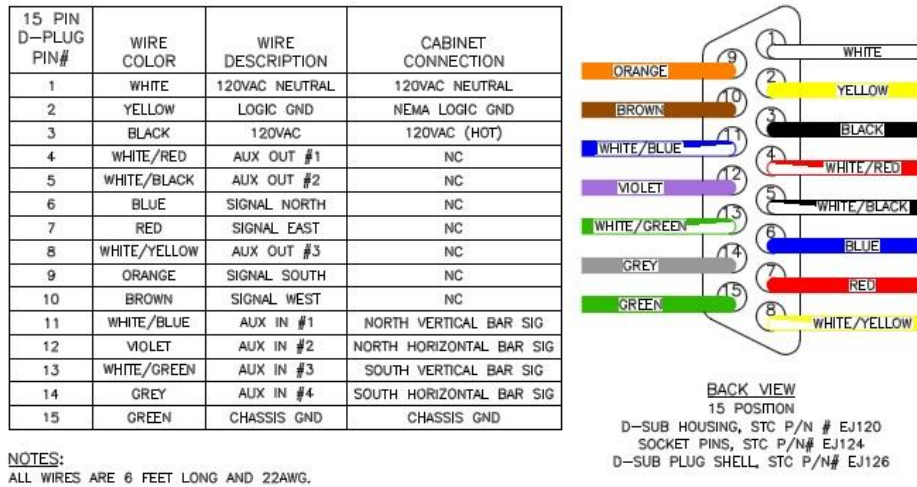 15 PIN
D-PLUG
PIN# WIRE COLOR WIRE DESCRIPTION CABINET CONNECTION
1 WHITE 120VAC NEUTRAL 120VAC NEUTRAL
2 YELLOW LOGIC GND NEMA LOGIC GND
3 BLACK 120VAC 120VAC (HOT)
4 WHITE/RED AUX OUT #1 NC
5 WHITE/BLACK AUX OUT #2 NC
6 BLUE SIGNAL NORTH NC
7 RED SIGNAL EAST NC
8 WHITE/YELLOW AUX OUT #3 NC
9 ORANGE SIGNAL SOUTH NC
10 BROWN SIGNAL WEST NC
11 WHITE/BLUE AUX IN #1 NORTH VERTICAL BAR SIG
12 VIOLET AUX IN #2 NORTH HORIZONTAL BAR SIG
13 WHITE/GREEN AUX IN #3 SOUTH VERTICAL BAR SIG
14 GREY AUX IN #4 SOUTH HORIZONTAL BAR SIG
15 GREEN CHASSIS GND CHASSIS GND
NOTES:
ALL WIRES ARE 6 FEET LONG AND 22AWG.
1 WHITE
ORANGE 9
2 YELLOW
BROWN 10
3 BLACK
WHITE/BLUE 11
4 WHITE/RED
VIOLET 12
5 WHITE/BLACK
WHITE/GREEN 13
6 BLUE
GREY 14
7 RED
GREEN 15
8 WHITE/YELLOW
BACK VIEW
15 POSITION
D-SUB HOUSING, STC P/N # EJ120
SOCKET PINS, STC P/N# EJ124
D-SUB PLUG SHELL, STC P/N# EJ126